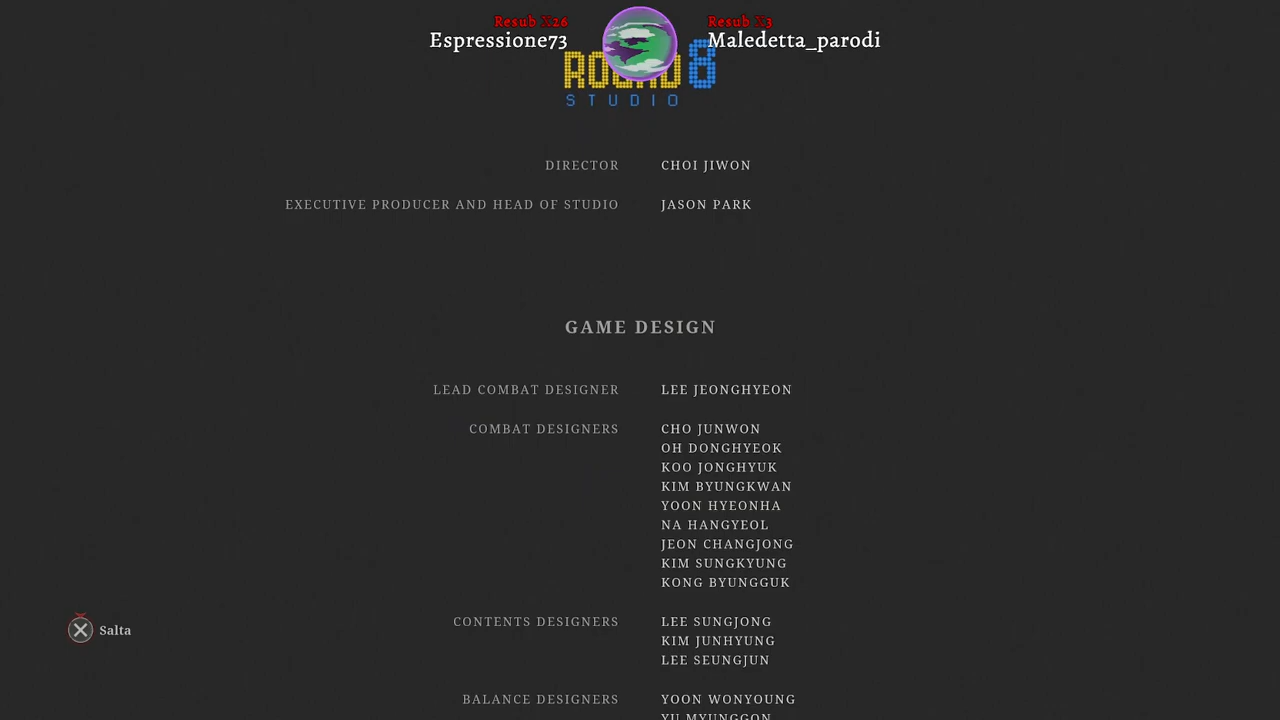 Resub X26
Resub X3
Espressione73
Maledetta_parodi
ROUND8
STUDIO
DIRECTOR CHOI JIWON
EXECUTIVE PRODUCER AND HEAD OF STUDIO JASON PARK
GAME DESIGN
LEAD COMBAT DESIGNER LEE JEONGHYEON
COMBAT DESIGNERS CHO JUNWON
OH DONGHYEOK
KOO JONGHYUK
KIM BYUNGKWAN
YOON HYEONHA
NA HANGYEOL
JEON CHANGJONG
KIM SUNGKYUNG
KONG BYUNGGUK
CONTENTS DESIGNERS LEE SUNGJONG
Salta
KIM JUNHYUNG
LEE SEUNGJUN
BALANCE DESIGNERS YOON WONYOUNG
YU MYUNGGON